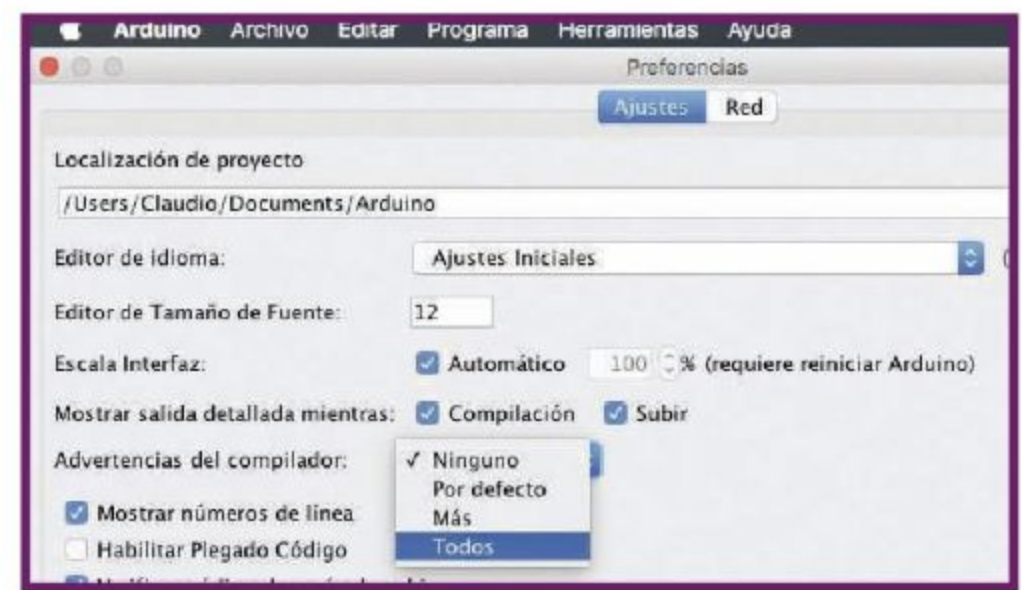 Arduino Archivo Editar Programa Herramientas Ayuda
Preferencias
Ajustes Red
Localización de proyecto
/Users/Claudio/Documents/Arduino
Editor de idioma: Ajustes Iniciales
Editor de Tamaño de Fuente: 12
Escala Interfaz: Automático 100 % (requiere reiniciar Arduino)
Mostrar salida detallada mientras: Compilación Subir
Advertencias del compilador: ✓ Ninguno
Por defecto
Mostrar números de línea Más
Habilitar Plegado Código Todos